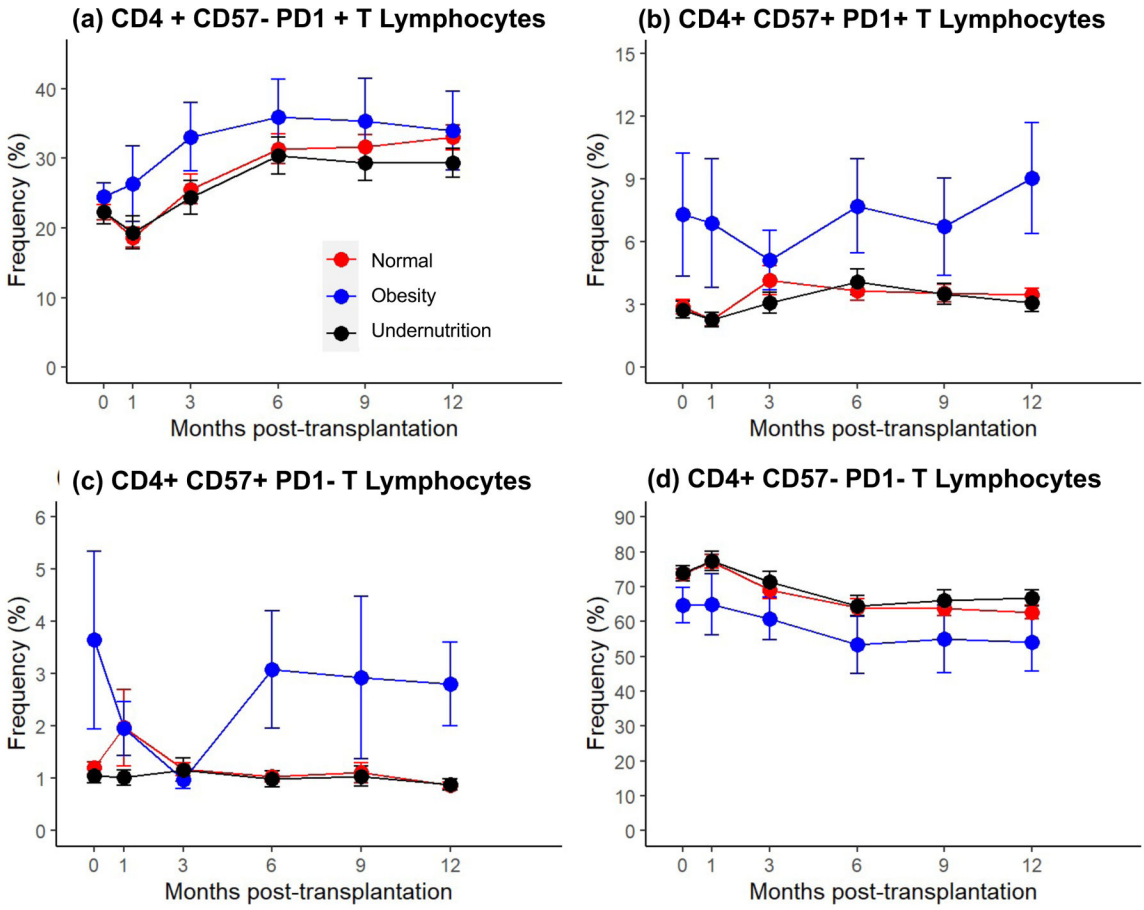 (a) CD4 + CD57- PD1 + T Lymphocytes
Frequency (%)
40
30
20
10
0
0 1 3 6 9 12
Months post-transplantation
Normal
Obesity
Undernutrition
(b) CD4+ CD57+ PD1+ T Lymphocytes
Frequency (%)
15
12
9
6
3
0
0 1 3 6 9 12
Months post-transplantation
(c) CD4+ CD57+ PD1- T Lymphocytes
Frequency (%)
6
5
4
3
2
1
0
0 1 3 6 9 12
Months post-transplantation
(d) CD4+ CD57- PD1- T Lymphocytes
Frequency (%)
90
80
70
60
50
40
30
20
10
0
0 1 3 6 9 12
Months post-transplantation